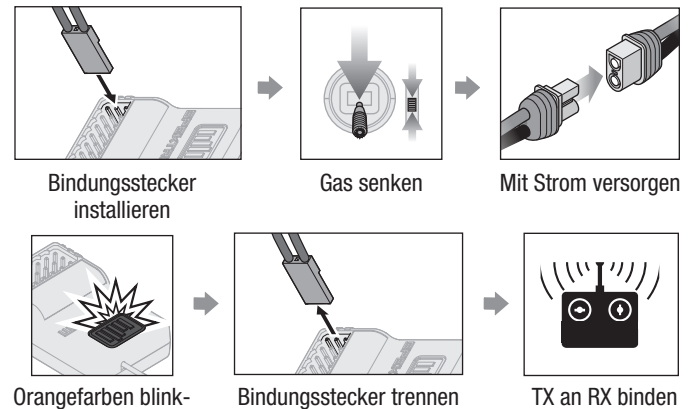 Bindungsstecker
installieren
Gas senken
Mit Strom versorgen
Orangefarben blink-
Bindungsstecker trennen
TX an RX binden